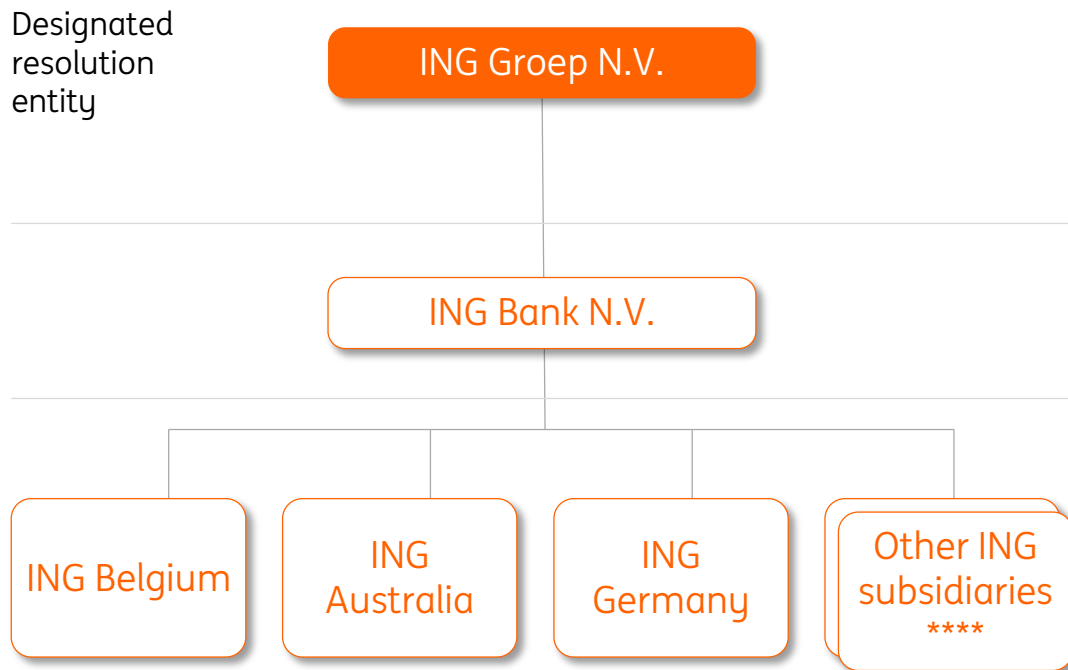 Designated
resolution
entity
ING Groep N.V.
ING Bank N.V.
ING Belgium
ING
Australia
ING
Germany
Other ING
subsidiaries
****